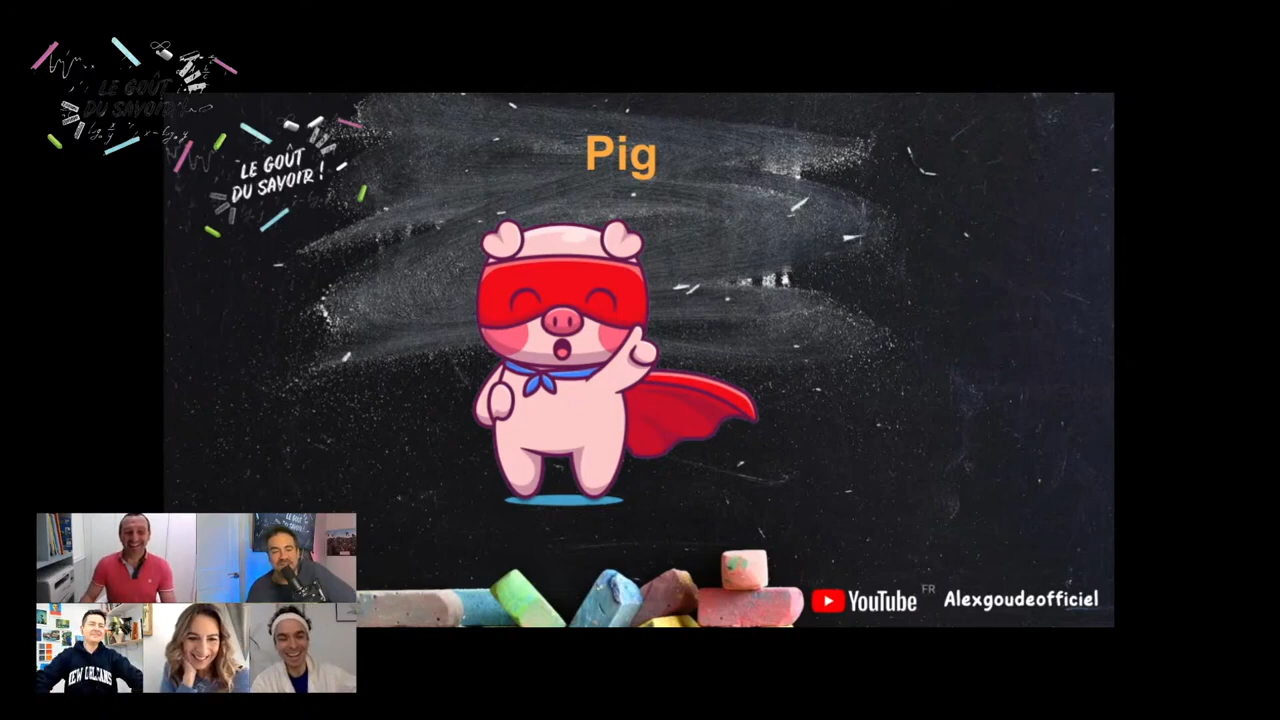 LE GOÛT
DU SAVOIR !
Pig
LE GOÛT
DU SAVOIR !
NEW ORLEANS
YouTube FR Alexgoudeofficiel